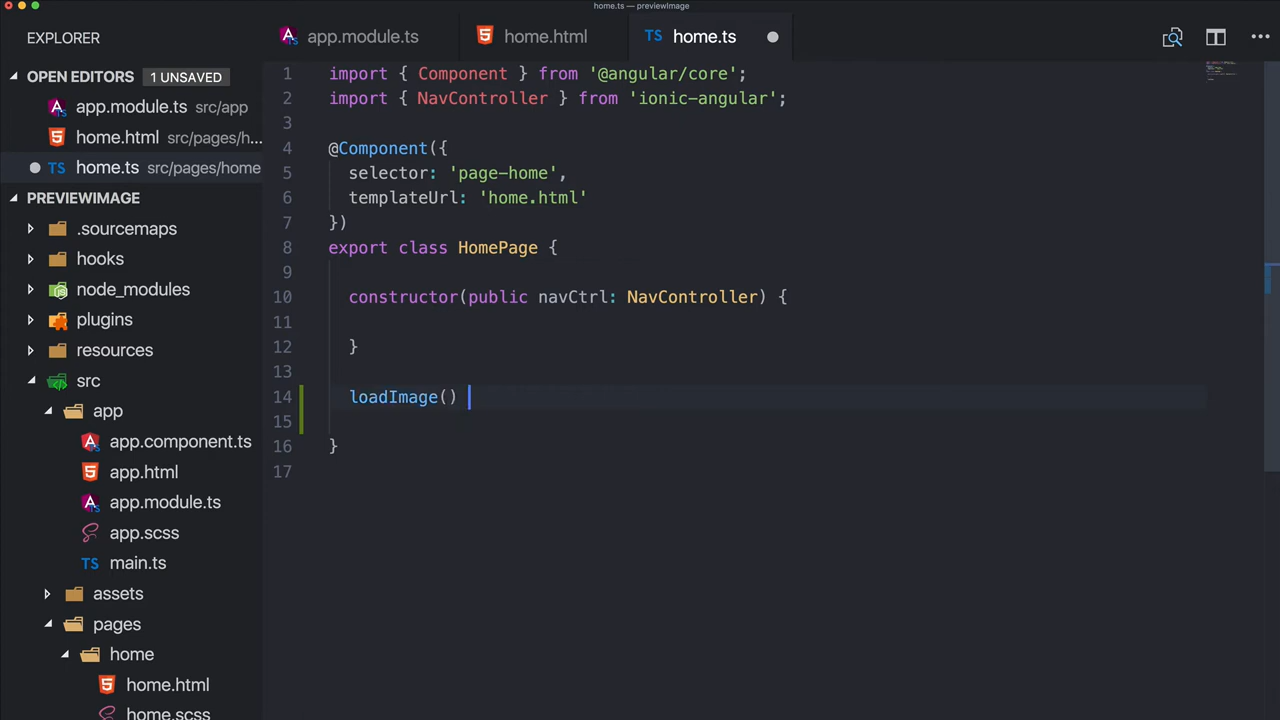 home.ts — previewImage
EXPLORER
OPEN EDITORS 1 UNSAVED
app.module.ts src/app
home.html src/pages/h...
TS home.ts src/pages/home
PREVIEWIMAGE
.sourcemaps
hooks
node_modules
plugins
resources
src
app
app.component.ts
app.html
app.module.ts
app.scss
TS main.ts
assets
pages
home
home.html
home.scss
app.module.ts home.html TS home.ts
1 import { Component } from '@angular/core';
2 import { NavController } from 'ionic-angular';
3
4 @Component({
5 selector: 'page-home',
6 templateUrl: 'home.html'
7 })
8 export class HomePage {
9
10 constructor(public navCtrl: NavController) {
11
12 }
13
14 loadImage()
15
16 }
17